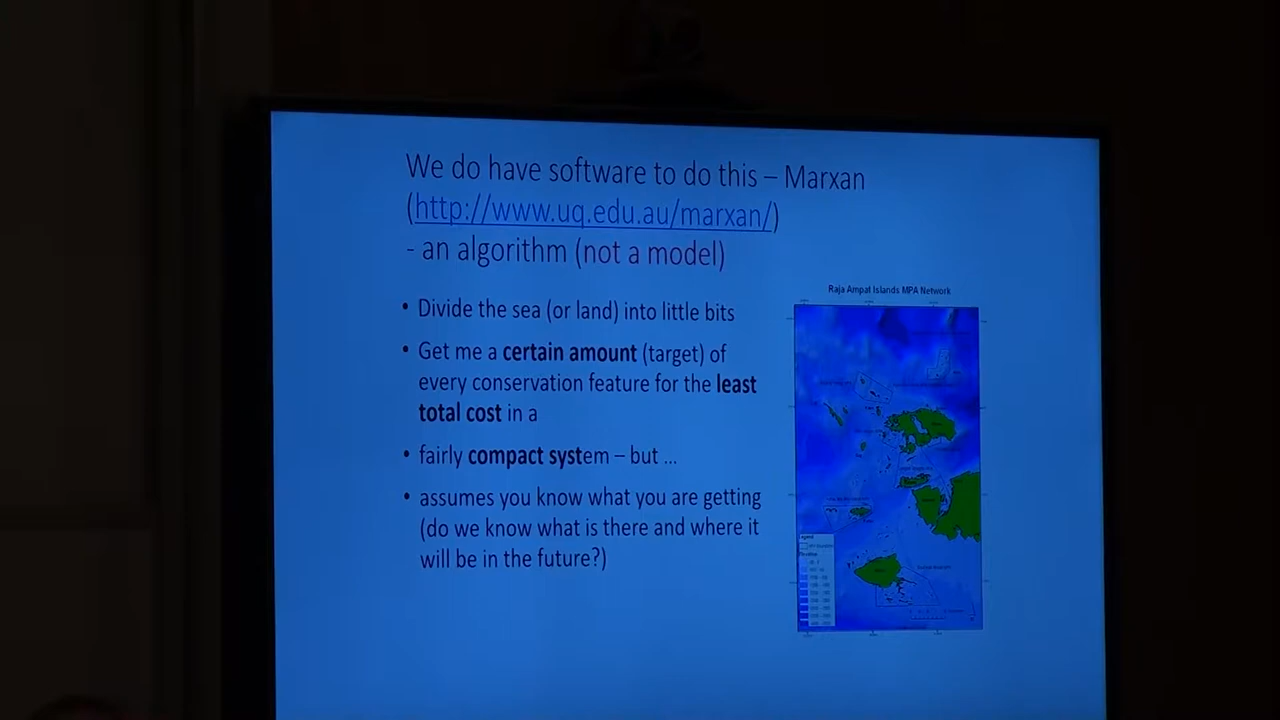 We do have software to do this – Marxan
(http://www.uq.edu.au/marxan/)
- an algorithm (not a model)
• Divide the sea (or land) into little bits
• Get me a certain amount (target) of
every conservation feature for the least
total cost in a
• fairly compact system – but ...
• assumes you know what you are getting
(do we know what is there and where it
will be in the future?)
Raja Ampat Islands MPA Network
Legend